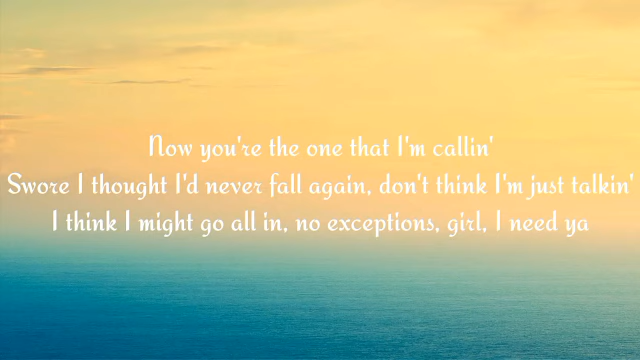 Now you're the one that I'm callin'
Swore I thought I'd never fall again, don't think I'm just talkin'
I think I might go all in, no exceptions, girl, I need ya